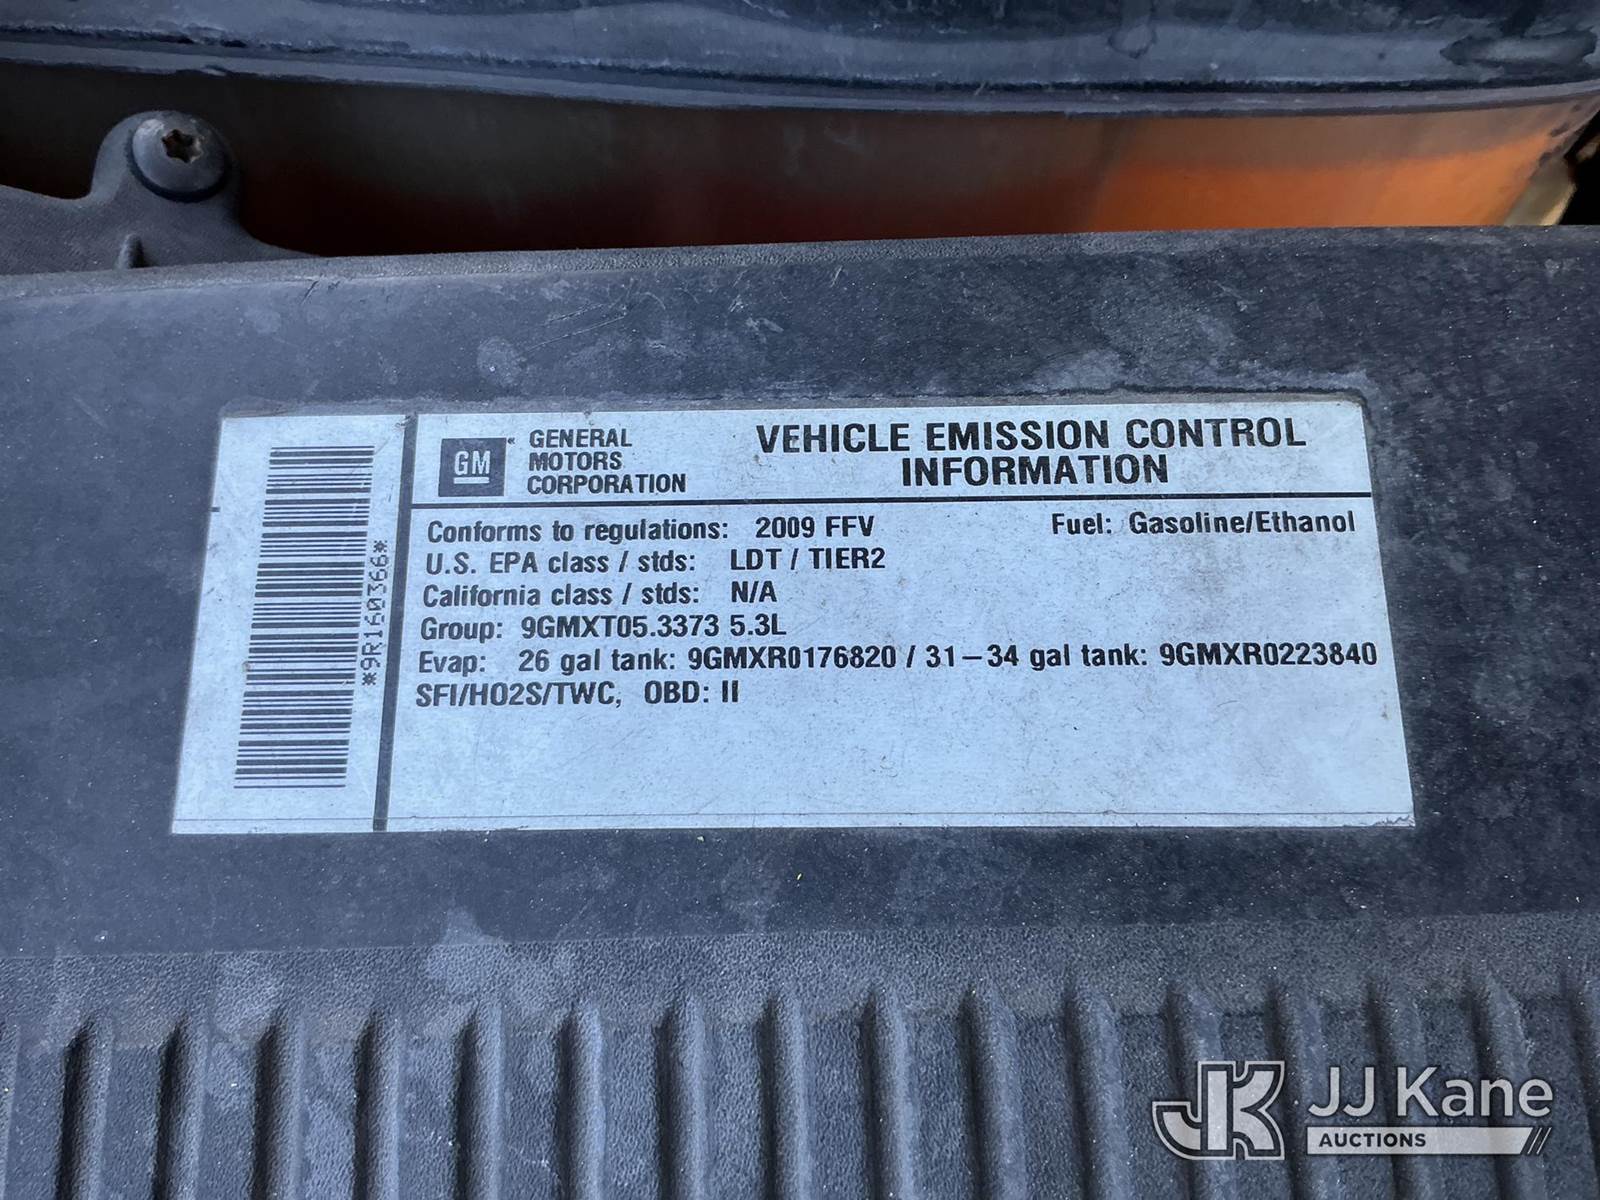 *9R160366*
GM
GENERAL
MOTORS
CORPORATION
VEHICLE EMISSION CONTROL
INFORMATION
Conforms to regulations: 2009 FFV Fuel: Gasoline/Ethanol
U.S. EPA class / stds: LDT / TIER2
California class / stds: N/A
Group: 9GMXT05.3373 5.3L
Evap: 26 gal tank: 9GMXR0176820 / 31-34 gal tank: 9GMXR0223840
SFI/HO2S/TWC, OBD: II
JK JJ Kane
AUCTIONS